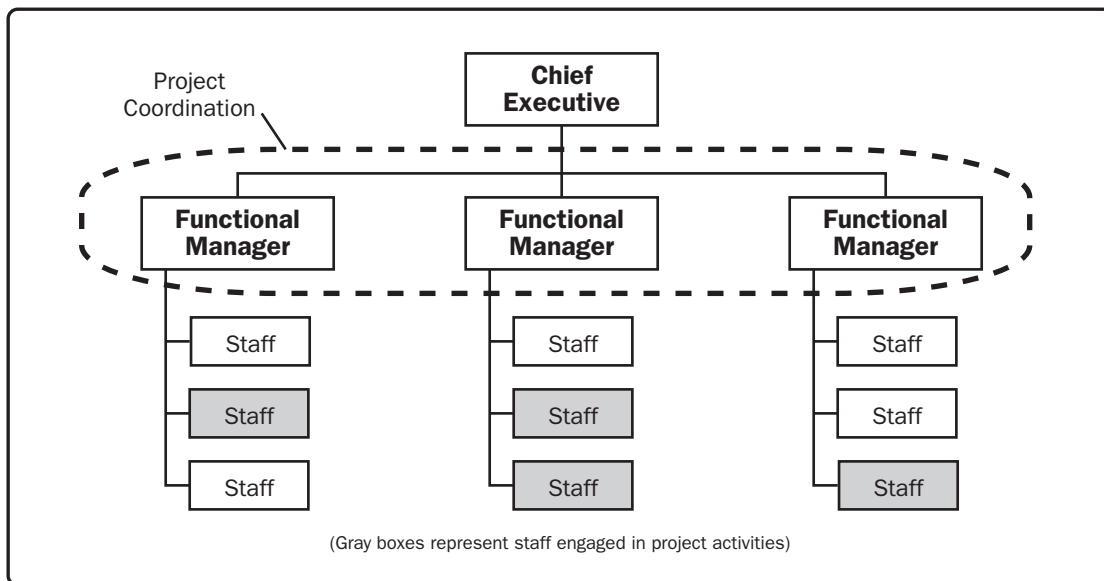 Chief
Executive
Project
Coordination
Functional
Manager
Functional
Manager
Functional
Manager
Staff
Staff
Staff
Staff
Staff
Staff
Staff
Staff
Staff
(Gray boxes represent staff engaged in project activities)